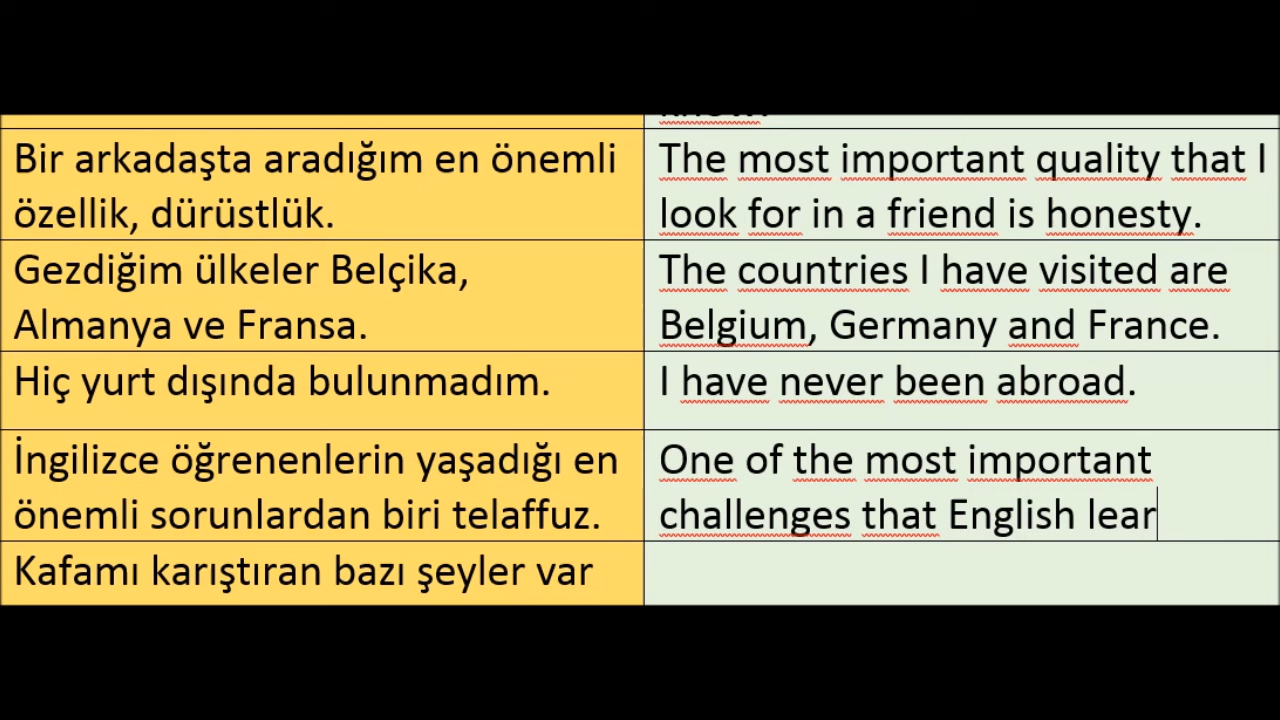 Bir arkadaşta aradığım en önemli
özellik, dürüstlük.
The most important quality that I
look for in a friend is honesty.
Gezdiğim ülkeler Belçika,
Almanya ve Fransa.
The countries I have visited are
Belgium, Germany and France.
Hiç yurt dışında bulunmadım.
I have never been abroad.
İngilizce öğrenenlerin yaşadığı en
önemli sorunlardan biri telaffuz.
One of the most important
challenges that English lear
Kafamı karıştıran bazı şeyler var